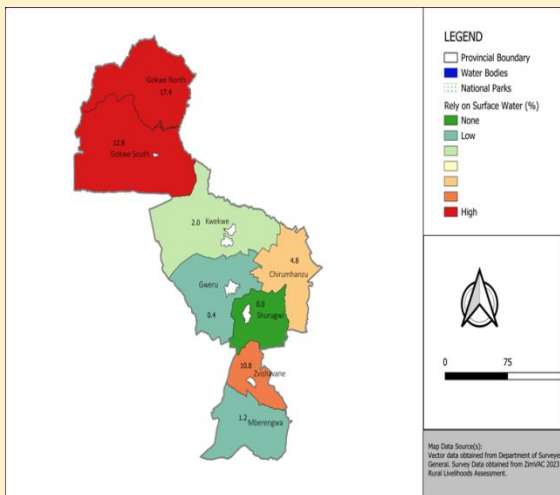 Gokwe North
17.4
12.9
Gokwe South
2.0
Kwekwe
4.8
Chirumhanzu
Gweru
0.4
0.0
Shurugwi
10.8
Zvishavane
1.2
Mberengwa
LEGEND
Provincial Boundary
Water Bodies
National Parks
Rely on Surface Water (%)
None
Low
High
0 75
Map Data Source(s):
Vector data obtained from Department of Surveye
General. Survey Data obtained from ZimVAC 2023
Rural Livelihoods Assessment.